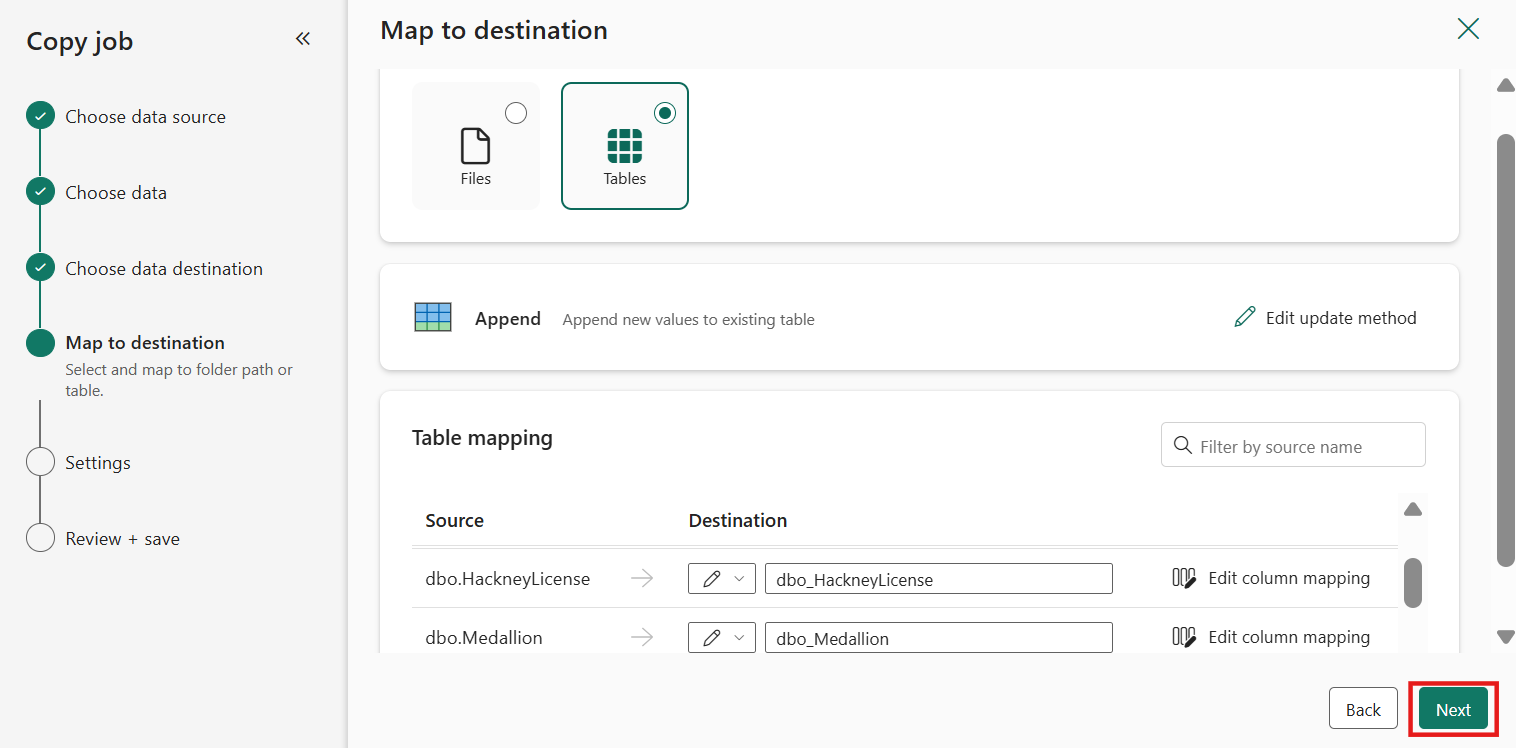 Copy job
Choose data source
Choose data
Choose data destination
Map to destination
Select and map to folder path or
table.
Settings
Review + save
Map to destination
Files
Tables
Append Append new values to existing table
Edit update method
Table mapping
Filter by source name
Source Destination
dbo.HackneyLicense dbo_HackneyLicense Edit column mapping
dbo.Medallion dbo_Medallion Edit column mapping
Back Next